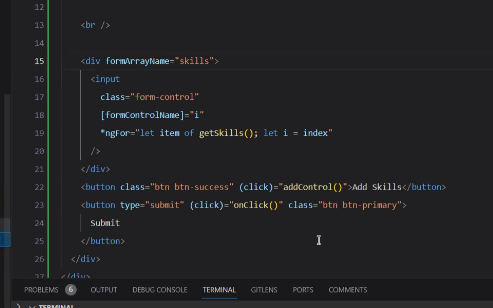 12
13 <br />
14
15 <div formArrayName="skills">
16 <input
17 class="form-control"
18 [formControlName]="i"
19 *ngFor="let item of getSkills(); let i = index"
20 />
21 </div>
22 <button class="btn btn-success" (click)="addControl()">Add Skills</button>
23 <button type="submit" (click)="onClick()" class="btn btn-primary">
24 Submit
25 </button>
26 </div>
27 </div>
PROBLEMS 6 OUTPUT DEBUG CONSOLE TERMINAL GITLENS PORTS COMMENTS
TERMINAL